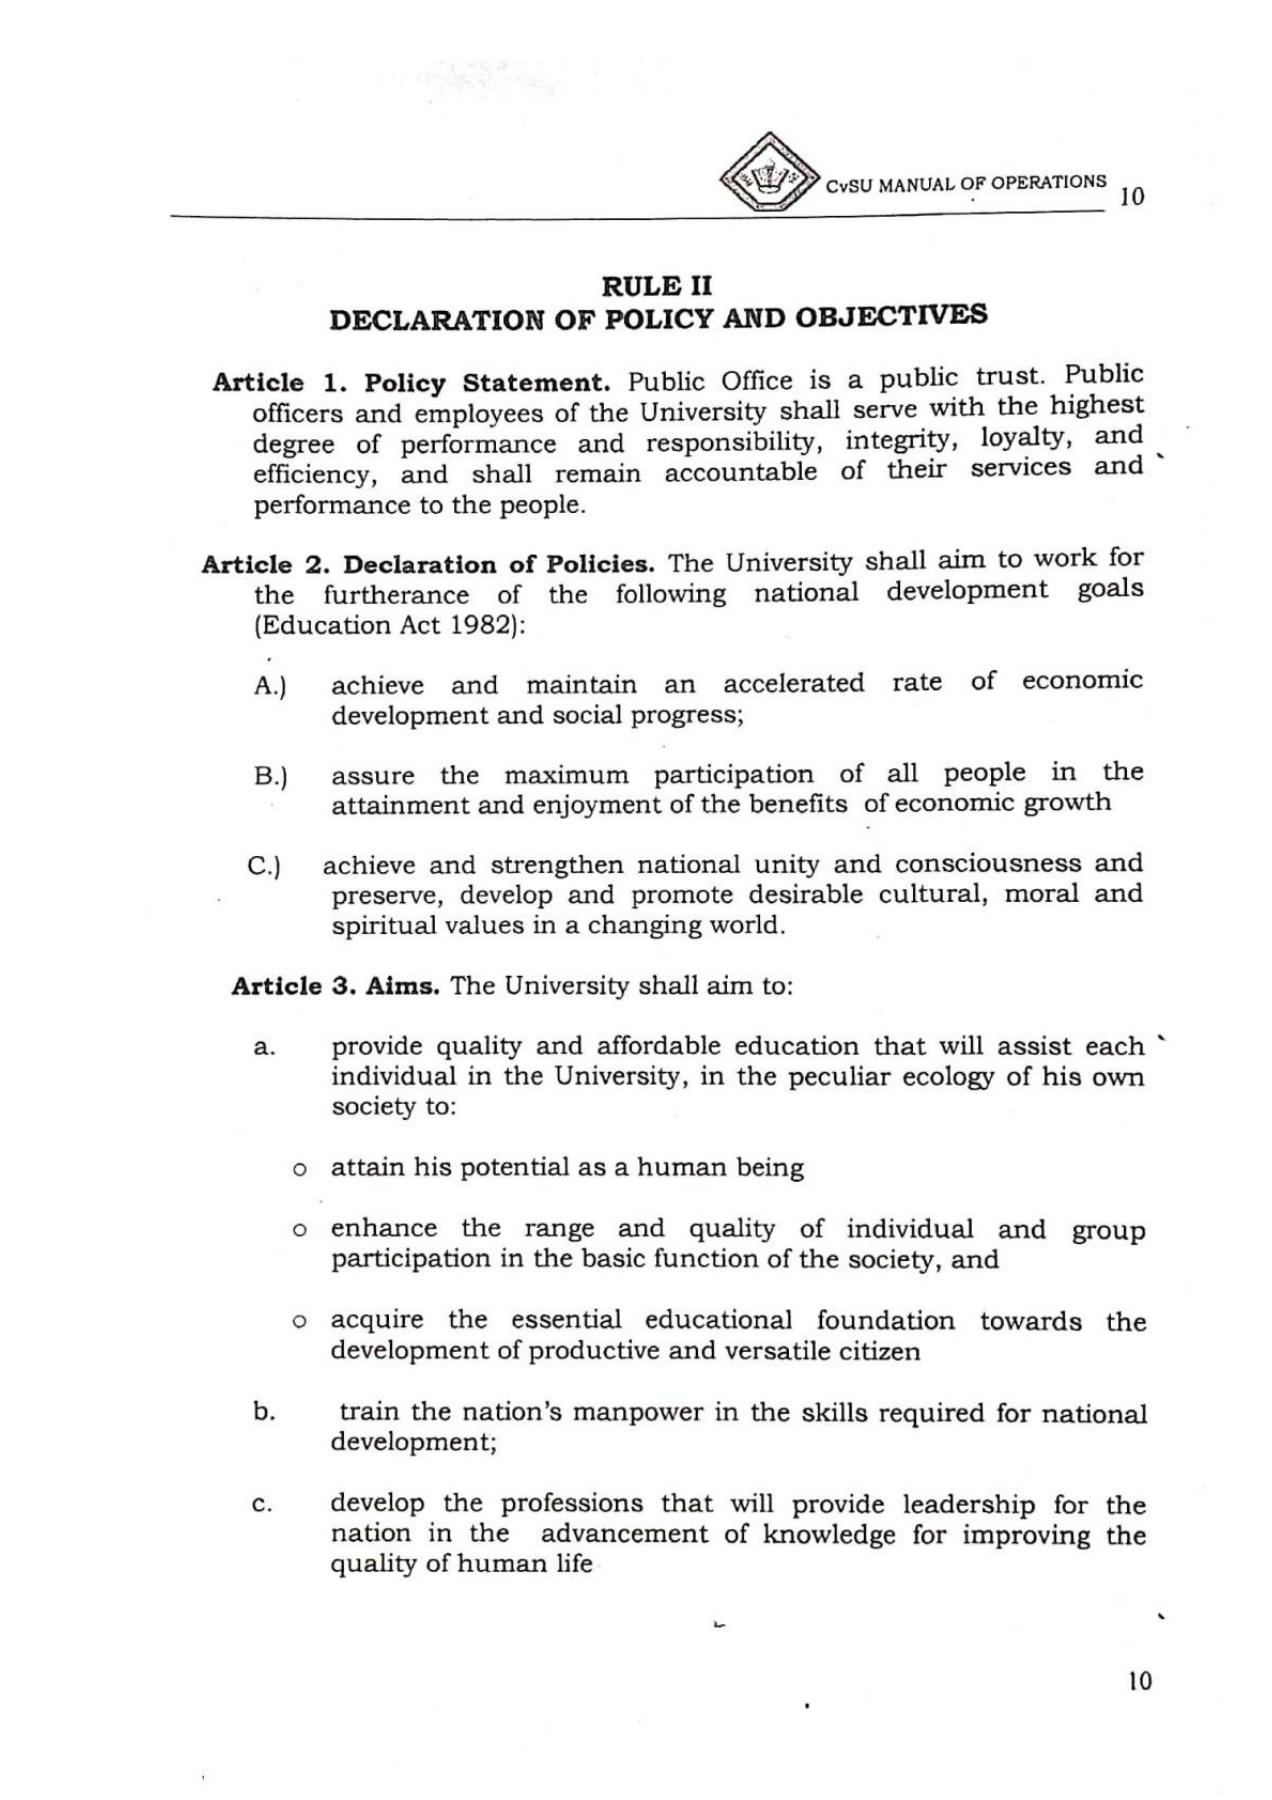 CvSU MANUAL OF OPERATIONS 10
RULE II
DECLARATION OF POLICY AND OBJECTIVES
Article 1. Policy Statement. Public Office is a public trust. Public
officers and employees of the University shall serve with the highest
degree of performance and responsibility, integrity, loyalty, and
efficiency, and shall remain accountable of their services and
performance to the people.
Article 2. Declaration of Policies. The University shall aim to work for
the furtherance of the following national development goals
(Education Act 1982):
A.) achieve and maintain an accelerated rate of economic
development and social progress;
B.) assure the maximum participation of all people in the
attainment and enjoyment of the benefits of economic growth
C.) achieve and strengthen national unity and consciousness and
preserve, develop and promote desirable cultural, moral and
spiritual values in a changing world.
Article 3. Aims. The University shall aim to:
a. provide quality and affordable education that will assist each
individual in the University, in the peculiar ecology of his own
society to:
o attain his potential as a human being
o enhance the range and quality of individual and group
participation in the basic function of the society, and
o acquire the essential educational foundation towards the
development of productive and versatile citizen
b. train the nation's manpower in the skills required for national
development;
c. develop the professions that will provide leadership for the
nation in the advancement of knowledge for improving the
quality of human life
10